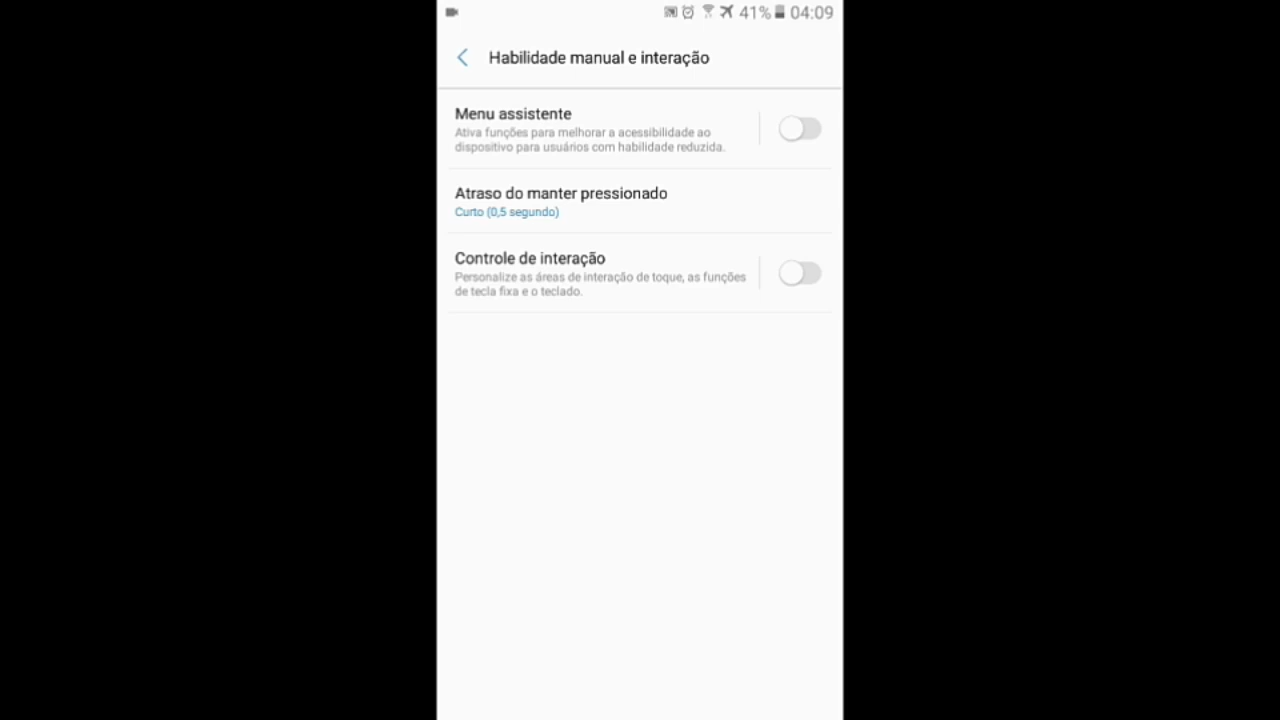 41% 04:09
Habilidade manual e interação
Menu assistente
Ativa funções para melhorar a acessibilidade ao
dispositivo para usuários com habilidade reduzida.
Atraso do manter pressionado
Curto (0,5 segundo)
Controle de interação
Personalize as áreas de interação de toque, as funções
de tecla fixa e o teclado.